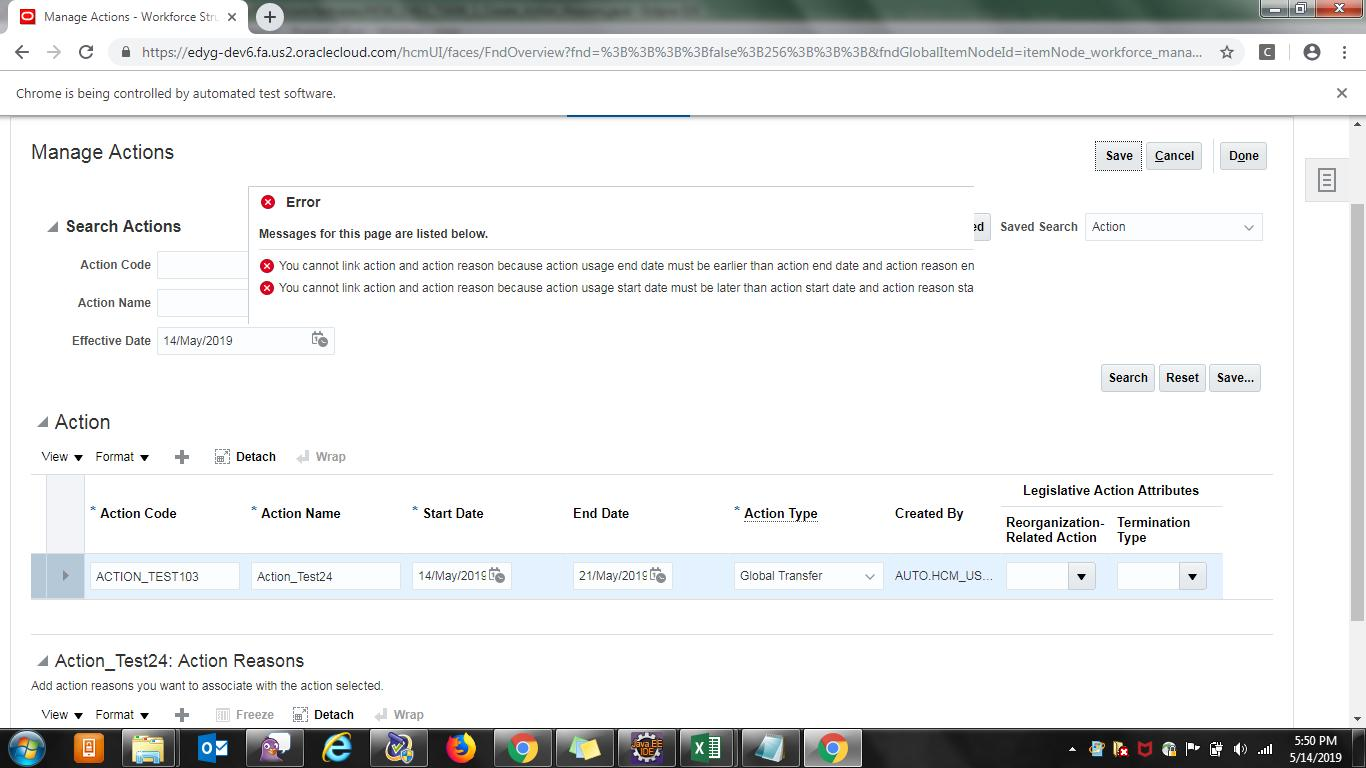 Manage Actions - Workforce Stru
https://edyg-dev6.fa.us2.oraclecloud.com/hcmUI/faces/FndOverview?fnd=%3B%3B%3B%3Bfalse%3B256%3B%3B%3B&fndGlobalItemNodeId=itemNode_workforce_mana...
C
Chrome is being controlled by automated test software.
Manage Actions
Save Cancel Done
Error
Messages for this page are listed below.
You cannot link action and action reason because action usage end date must be earlier than action end date and action reason en
You cannot link action and action reason because action usage start date must be later than action start date and action reason sta
Search Actions
ed Saved Search Action
Action Code
Action Name
Effective Date 14/May/2019
Search Reset Save...
Action
View Format Detach Wrap
Legislative Action Attributes
* Action Code * Action Name * Start Date End Date * Action Type Created By Reorganization-Related Action Termination Type
ACTION_TEST103 Action_Test24 14/May/2019 21/May/2019 Global Transfer AUTO.HCM_US...
Action_Test24: Action Reasons
Add action reasons you want to associate with the action selected.
View Format Freeze Detach Wrap
Java EE IDE
5:50 PM
5/14/2019